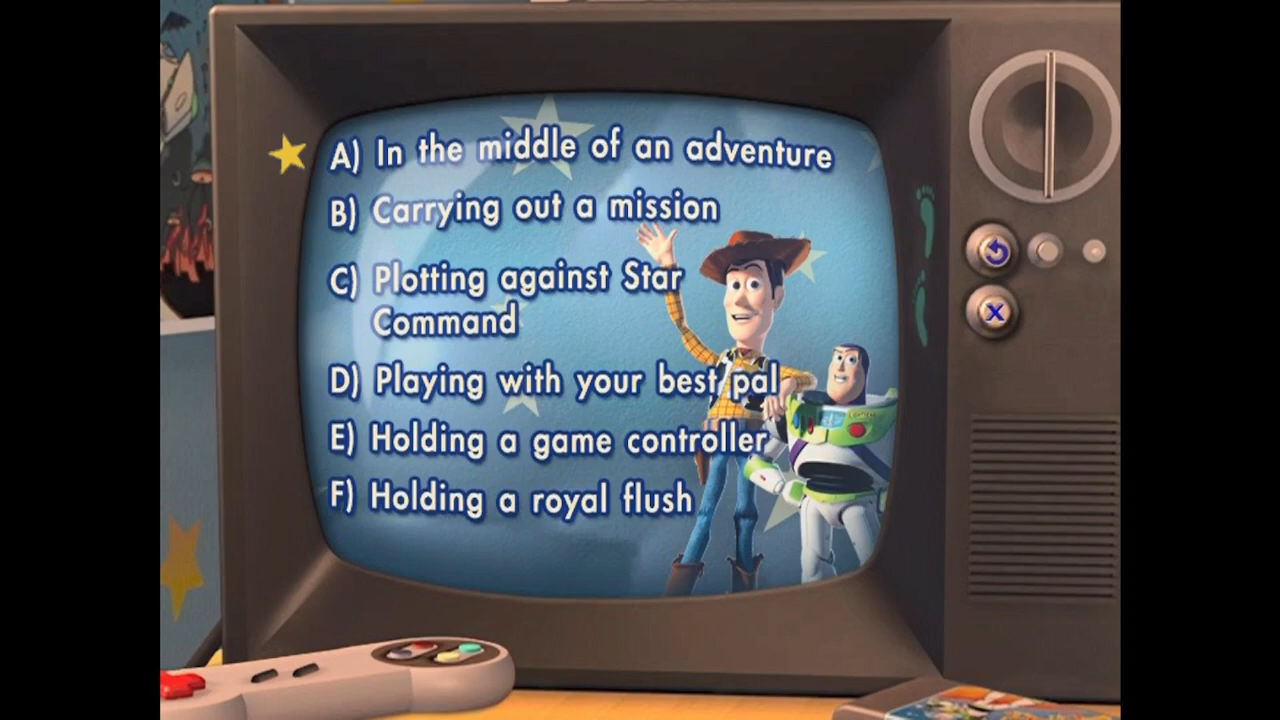 A) In the middle of an adventure
B) Carrying out a mission
C) Plotting against Star
Command
D) Playing with your best pal
E) Holding a game controller
F) Holding a royal flush
X